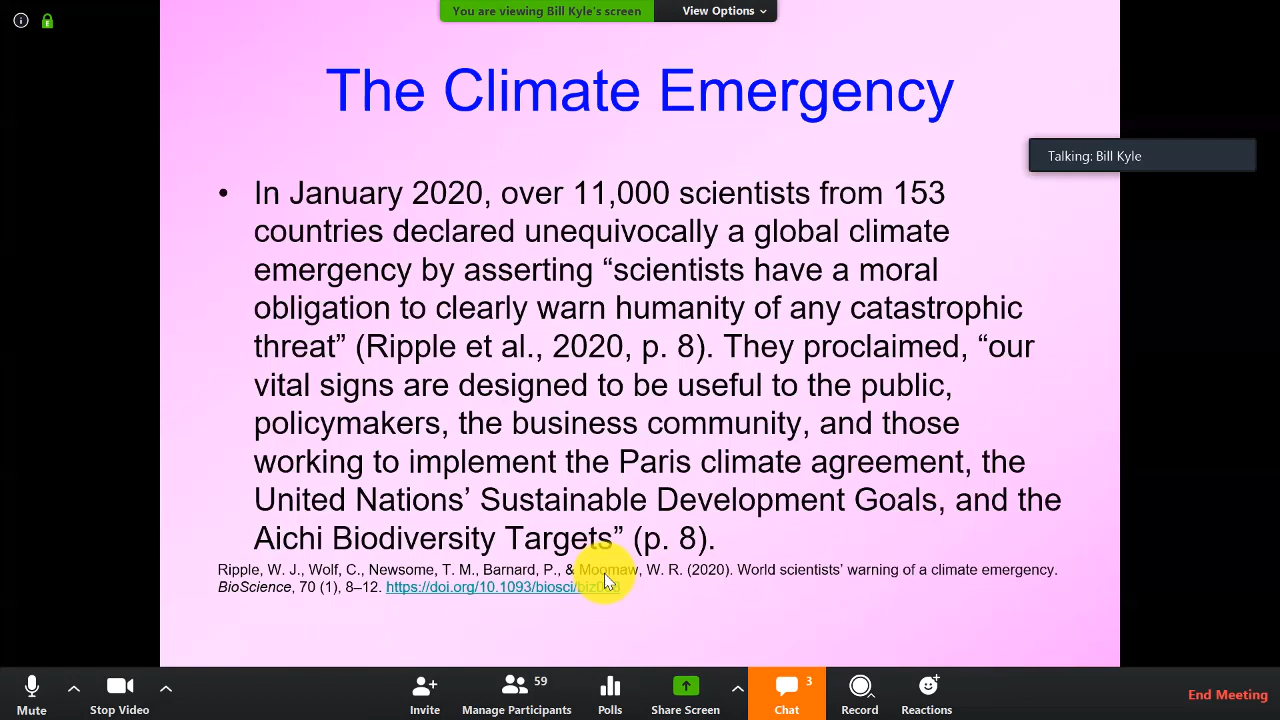 You are viewing Bill Kyle's screen
View Options
The Climate Emergency
Talking: Bill Kyle
• In January 2020, over 11,000 scientists from 153
countries declared unequivocally a global climate
emergency by asserting “scientists have a moral
obligation to clearly warn humanity of any catastrophic
threat” (Ripple et al., 2020, p. 8). They proclaimed, “our
vital signs are designed to be useful to the public,
policymakers, the business community, and those
working to implement the Paris climate agreement, the
United Nations’ Sustainable Development Goals, and the
Aichi Biodiversity Targets” (p. 8).
Ripple, W. J., Wolf, C., Newsome, T. M., Barnard, P., & Moomaw, W. R. (2020). World scientists’ warning of a climate emergency.
BioScience, 70 (1), 8–12. https://doi.org/10.1093/biosci/
59
3
Mute
Stop Video
Invite
Manage Participants
Polls
Share Screen
Chat
Record
Reactions
End Meeting